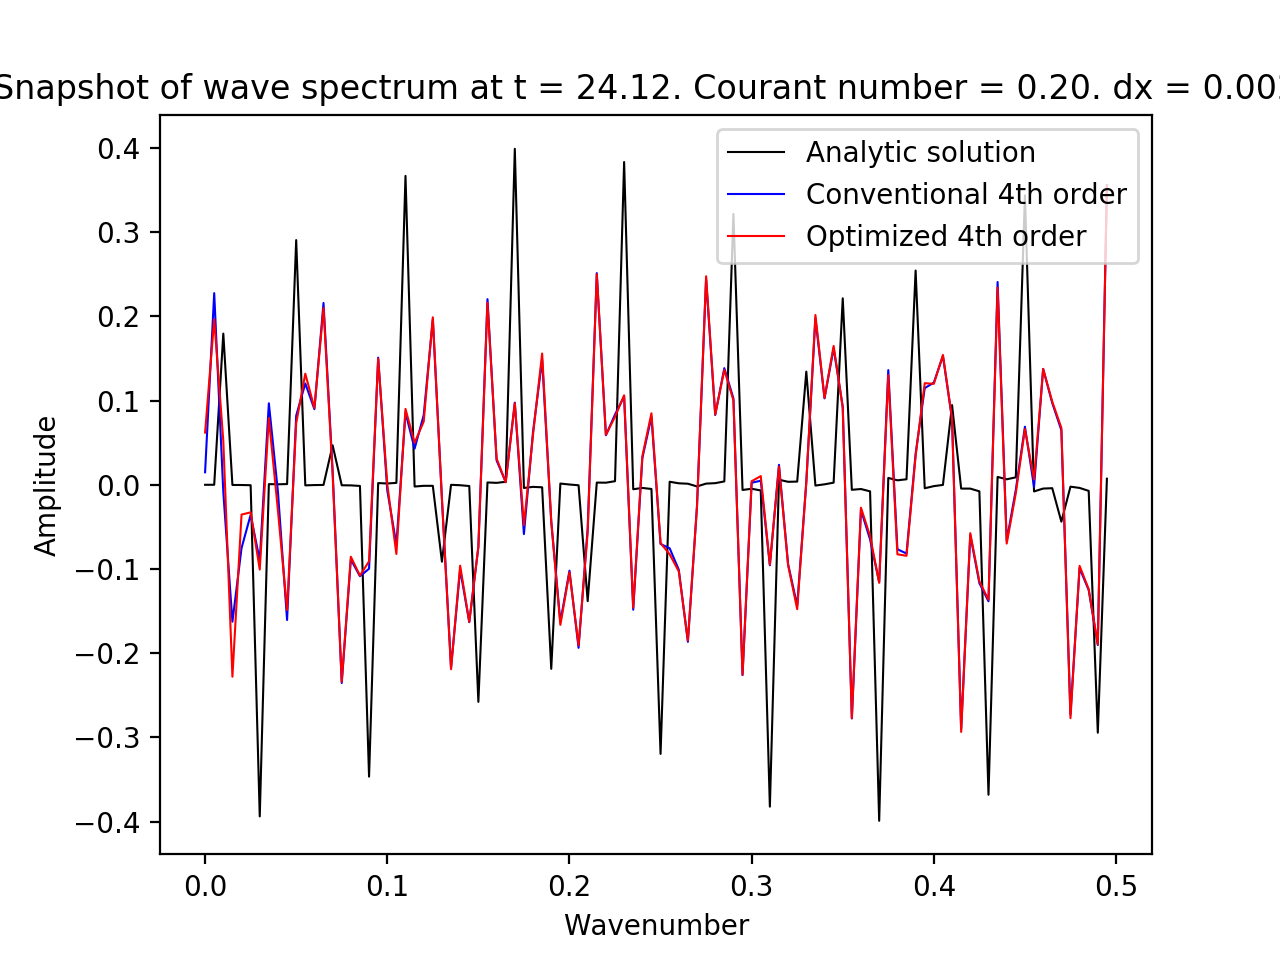 Snapshot of wave spectrum at t = 24.12. Courant number = 0.20. dx = 0.00
Analytic solution
Conventional 4th order
Optimized 4th order
0.4
0.3
0.2
0.1
0.0
−0.1
−0.2
−0.3
−0.4
Amplitude
0.0 0.1 0.2 0.3 0.4 0.5
Wavenumber